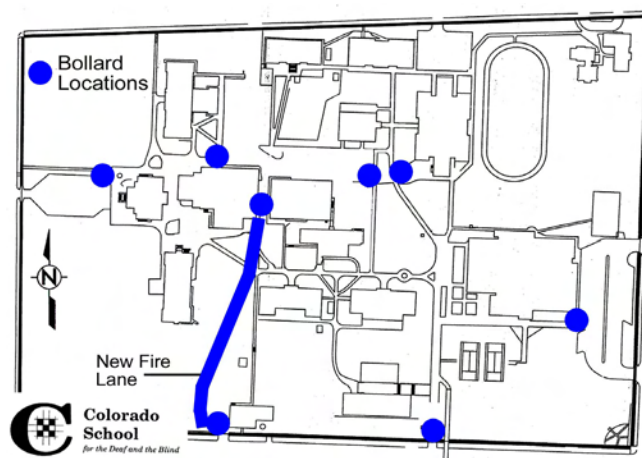 Bollard
Locations
N
New Fire
Lane
C
Colorado
School
for the Deaf and the Blind